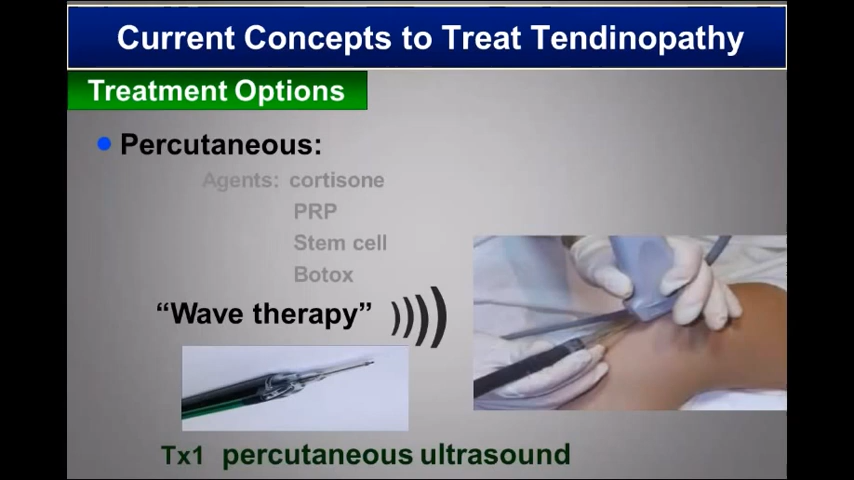 Current Concepts to Treat Tendinopathy
Treatment Options
Percutaneous:
Agents: cortisone
PRP
Stem cell
Botox
“Wave therapy”
Tx1 percutaneous ultrasound